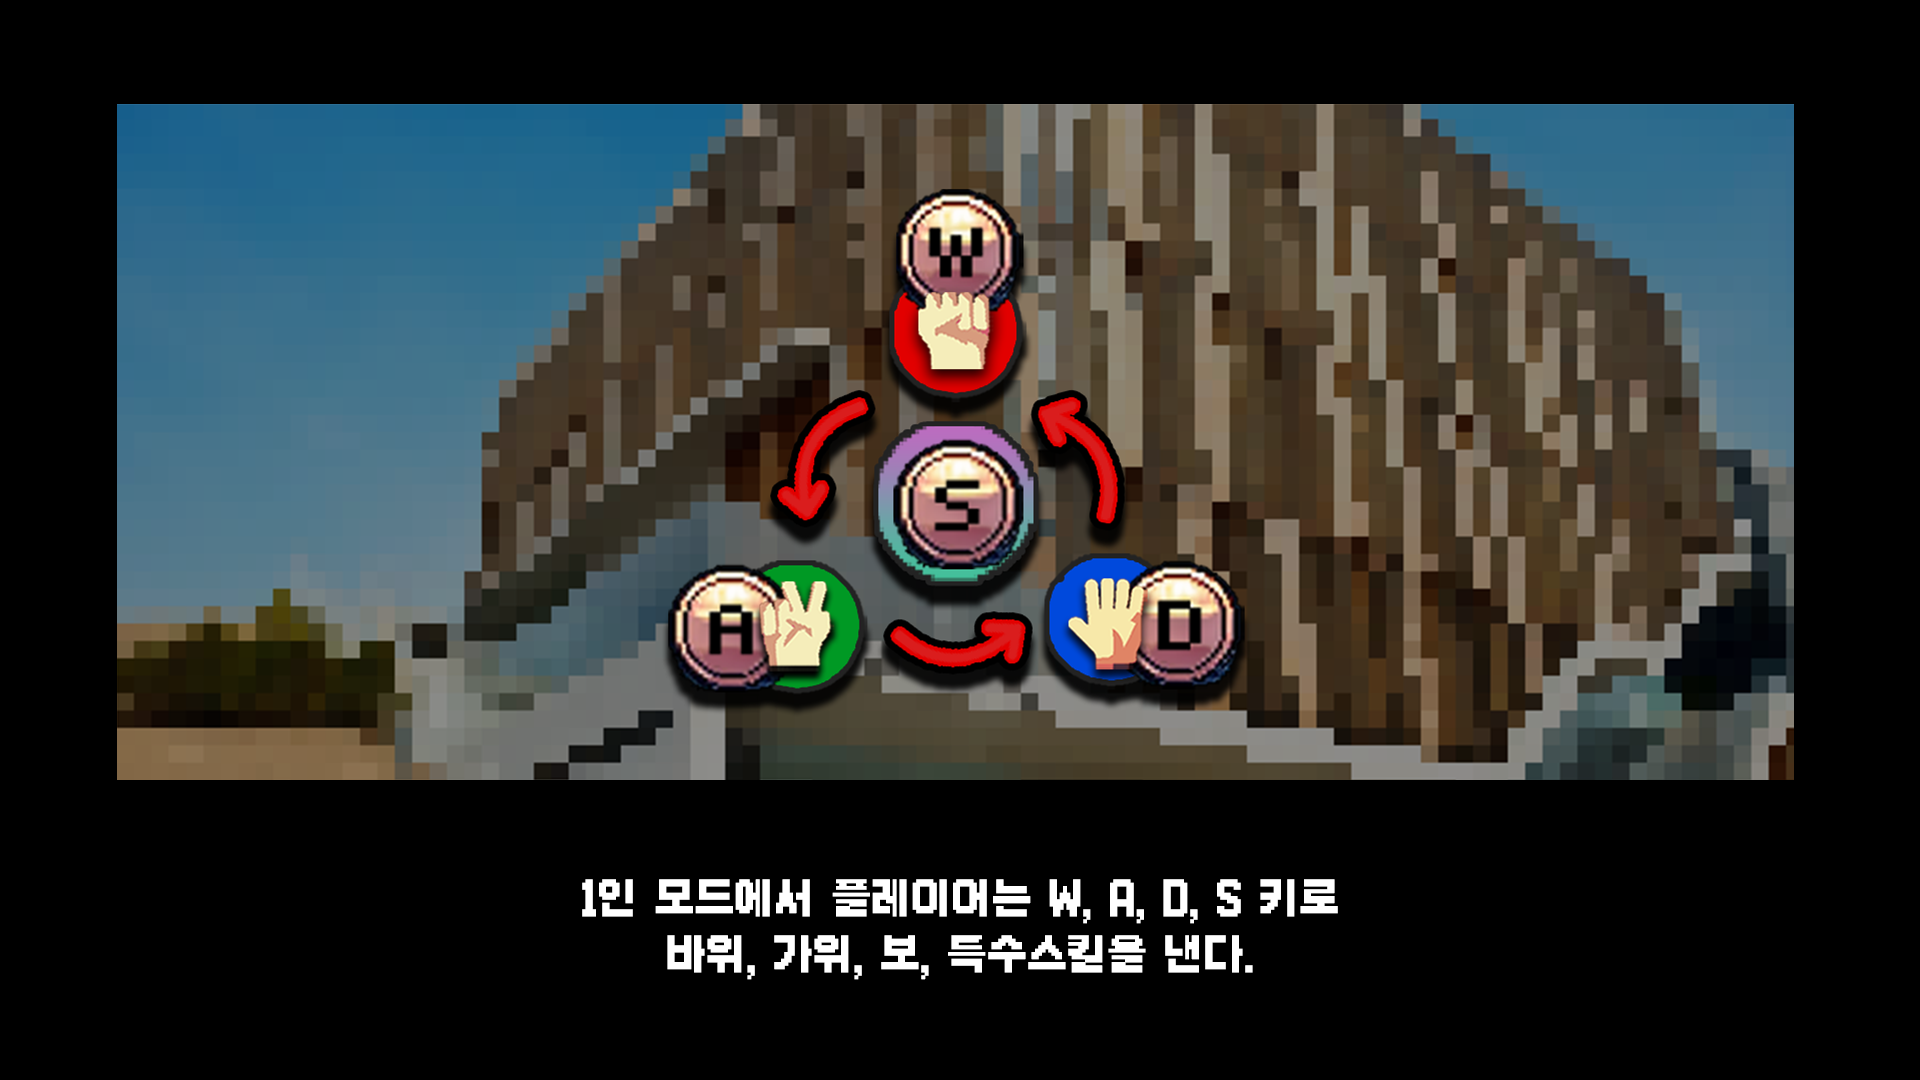 W
S
A
D
1인 모드에서 플레이어는 W, A, D, S 키로
바위, 가위, 보, 득수스킬을 낸다.